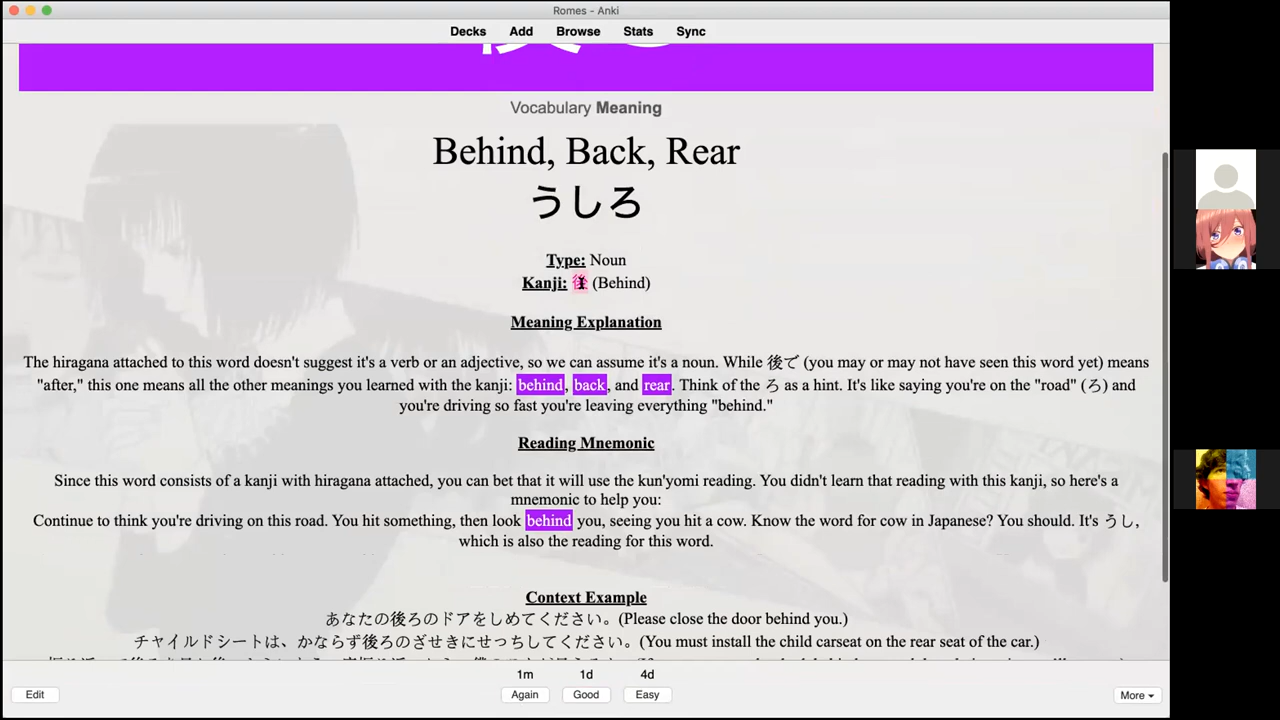 Romes - Anki
Decks Add Browse Stats Sync
Vocabulary Meaning
Behind, Back, Rear
うしろ
Type: Noun
Kanji: 後 (Behind)
Meaning Explanation
The hiragana attached to this word doesn't suggest it's a verb or an adjective, so we can assume it's a noun. While 後で (you may or may not have seen this word yet) means
"after," this one means all the other meanings you learned with the kanji: behind, back, and rear. Think of the ろ as a hint. It's like saying you're on the "road" (ろ) and
you're driving so fast you're leaving everything "behind."
Reading Mnemonic
Since this word consists of a kanji with hiragana attached, you can bet that it will use the kun'yomi reading. You didn't learn that reading with this kanji, so here's a
mnemonic to help you:
Continue to think you're driving on this road. You hit something, then look behind you, seeing you hit a cow. Know the word for cow in Japanese? You should. It's うし,
which is also the reading for this word.
Context Example
あなたの後ろのドアをしめてください。(Please close the door behind you.)
チャイルドシートは、かならず後ろのざせきにせっちしてください。(You must install the child carseat on the rear seat of the car.)
1m 1d 4d
Edit Again Good Easy More